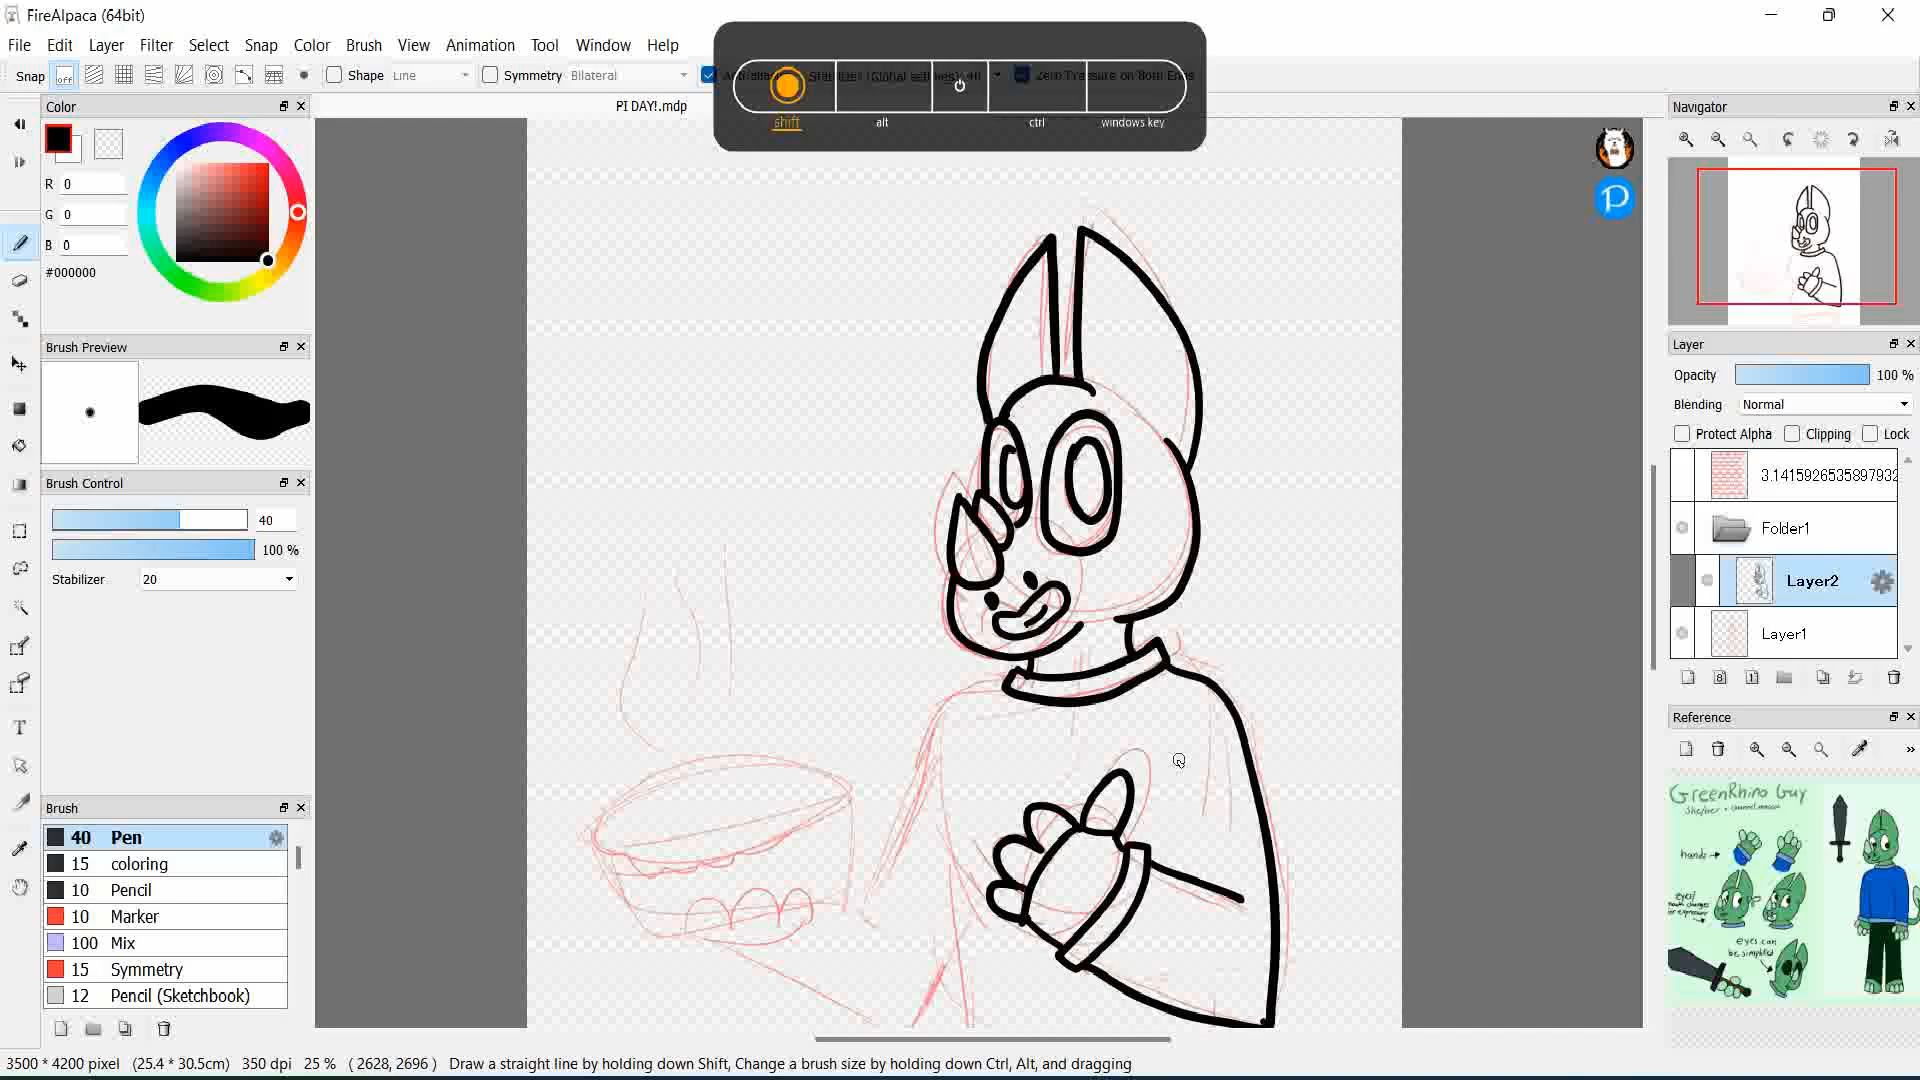 FireAlpaca (64bit)
File Edit Layer Filter Select Snap Color Brush View Animation Tool Window Help
Snap off Shape Line Symmetry Bilateral
shift alt ctrl windows key
Color
PI DAY!.mdp
Navigator
R 0
G 0
B 0
#000000
Brush Preview
Brush Control
40
100 %
Stabilizer 20
Brush
40 Pen
15 coloring
10 Pencil
10 Marker
100 Mix
15 Symmetry
12 Pencil (Sketchbook)
Layer
Opacity 100 %
Blending Normal
Protect Alpha Clipping Lock
3.1415926535897932
Folder1
Layer2
Layer1
Reference
GreenRhino Guy
hands
eyes/
eyes can
be simplified
3500 * 4200 pixel (25.4 * 30.5cm) 350 dpi 25 % ( 2628, 2696 ) Draw a straight line by holding down Shift, Change a brush size by holding down Ctrl, Alt, and dragging